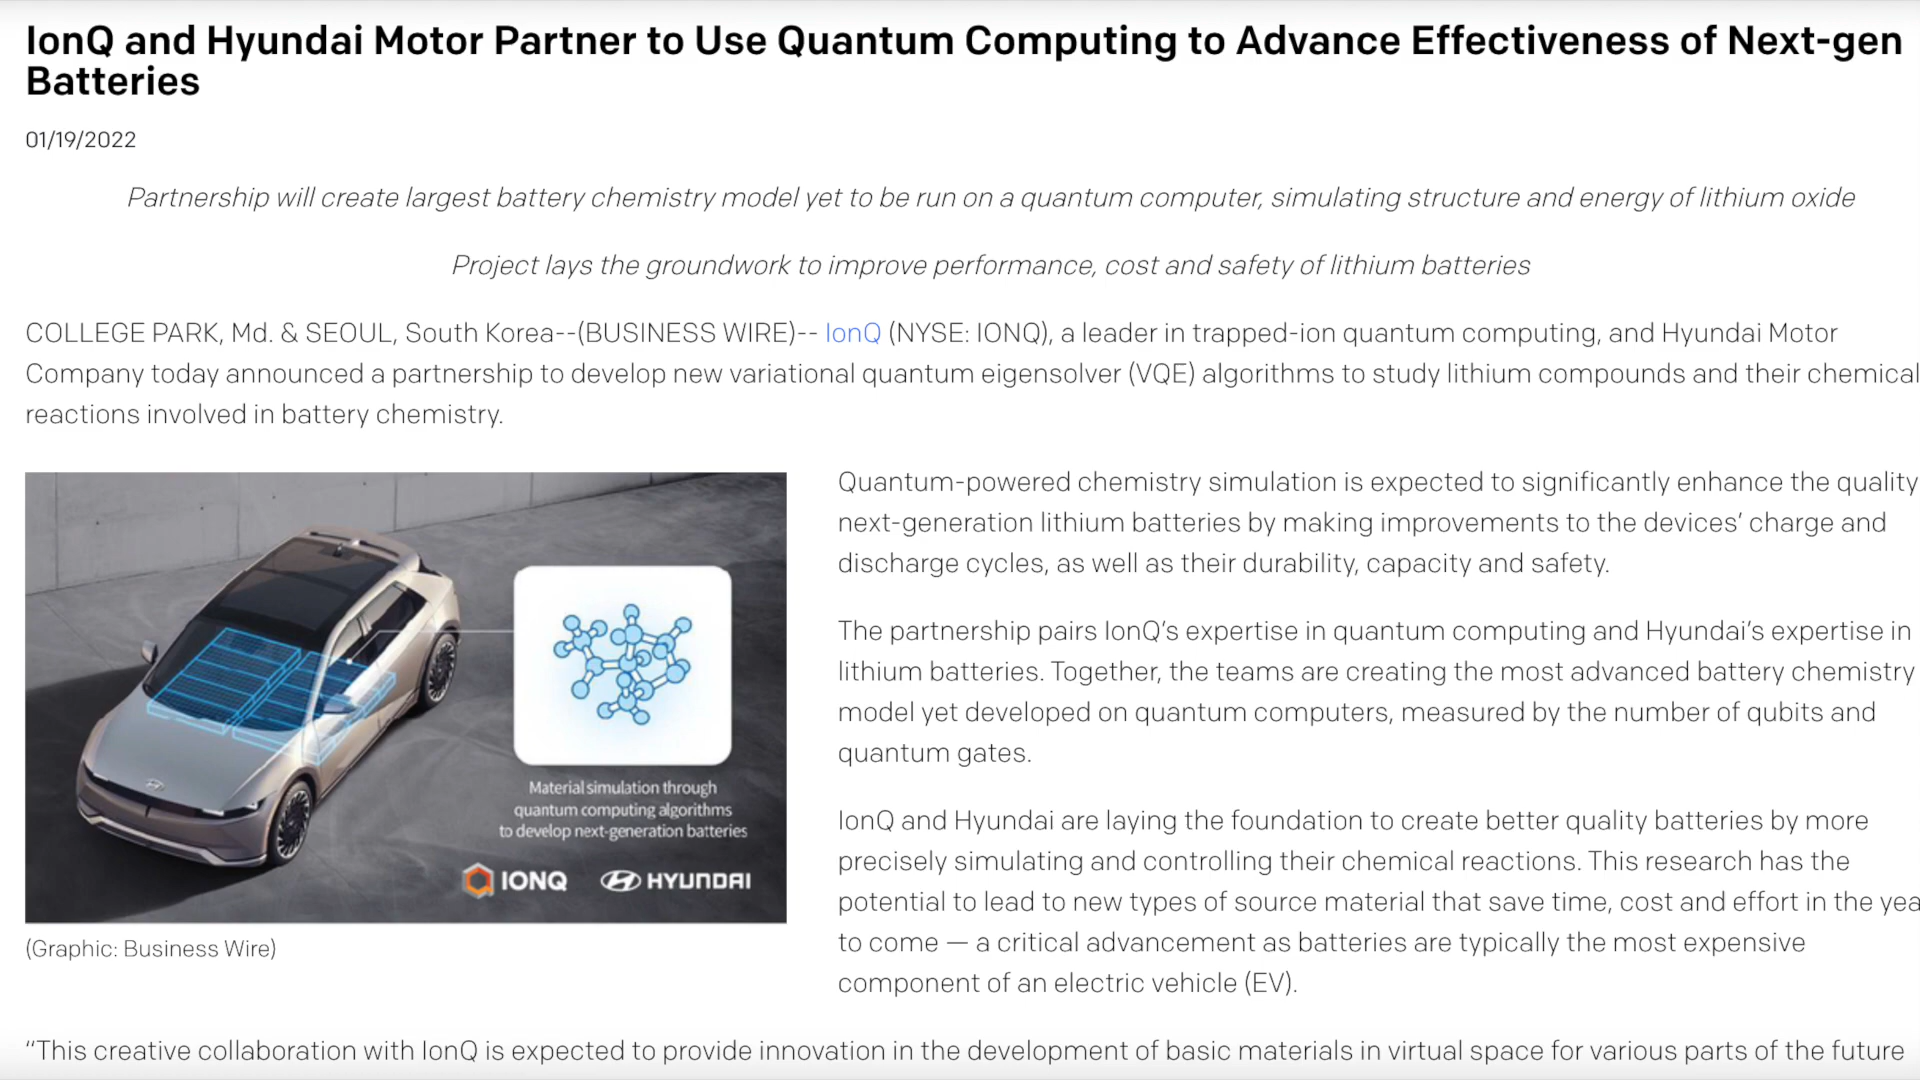 IonQ and Hyundai Motor Partner to Use Quantum Computing to Advance Effectiveness of Next-gen
Batteries
01/19/2022
Partnership will create largest battery chemistry model yet to be run on a quantum computer, simulating structure and energy of lithium oxide
Project lays the groundwork to improve performance, cost and safety of lithium batteries
COLLEGE PARK, Md. & SEOUL, South Korea--(BUSINESS WIRE)-- IonQ (NYSE: IONQ), a leader in trapped-ion quantum computing, and Hyundai Motor
Company today announced a partnership to develop new variational quantum eigensolver (VQE) algorithms to study lithium compounds and their chemical
reactions involved in battery chemistry.
Material simulation through
quantum computing algorithms
to develop next-generation batteries
IONQ HYUNDAI
(Graphic: Business Wire)
Quantum-powered chemistry simulation is expected to significantly enhance the quality
next-generation lithium batteries by making improvements to the devices’ charge and
discharge cycles, as well as their durability, capacity and safety.
The partnership pairs IonQ’s expertise in quantum computing and Hyundai’s expertise in
lithium batteries. Together, the teams are creating the most advanced battery chemistry
model yet developed on quantum computers, measured by the number of qubits and
quantum gates.
IonQ and Hyundai are laying the foundation to create better quality batteries by more
precisely simulating and controlling their chemical reactions. This research has the
potential to lead to new types of source material that save time, cost and effort in the yea
to come — a critical advancement as batteries are typically the most expensive
component of an electric vehicle (EV).
“This creative collaboration with IonQ is expected to provide innovation in the development of basic materials in virtual space for various parts of the future